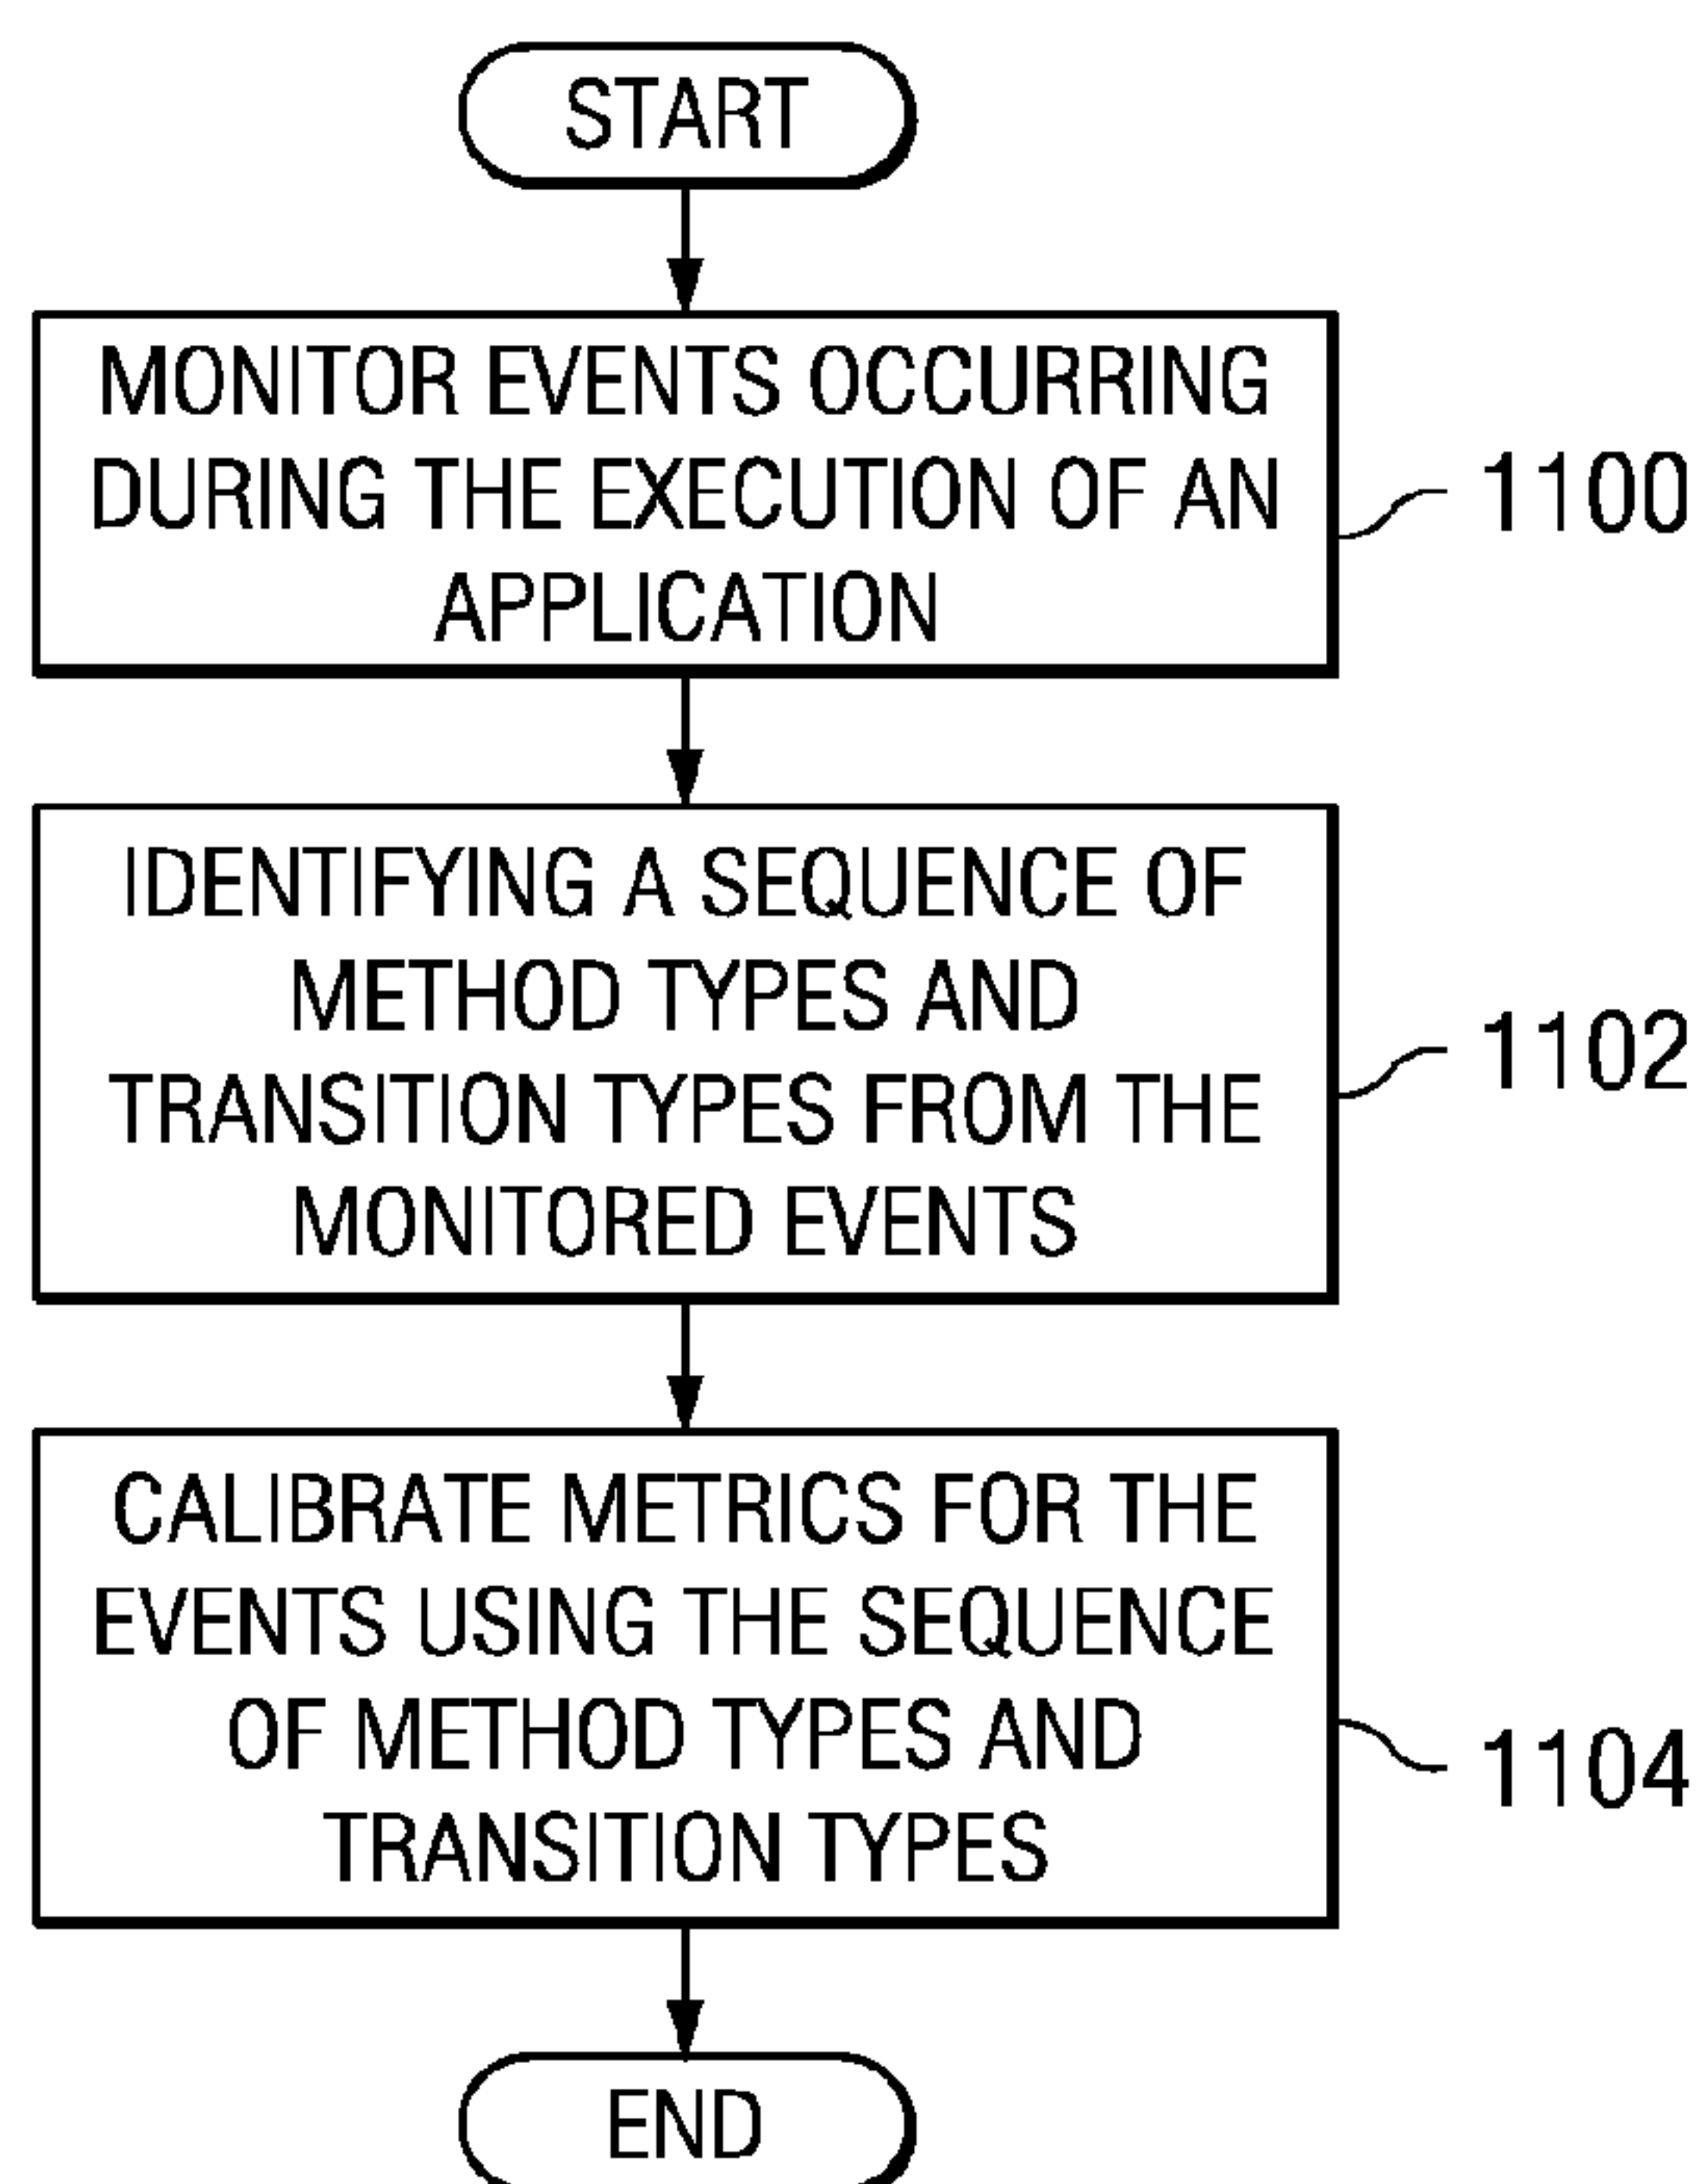 START
MONITOR EVENTS OCCURRING
DURING THE EXECUTION OF AN
APPLICATION
1100
IDENTIFYING A SEQUENCE OF
METHOD TYPES AND
TRANSITION TYPES FROM THE
MONITORED EVENTS
1102
CALIBRATE METRICS FOR THE
EVENTS USING THE SEQUENCE
OF METHOD TYPES AND
TRANSITION TYPES
1104
END